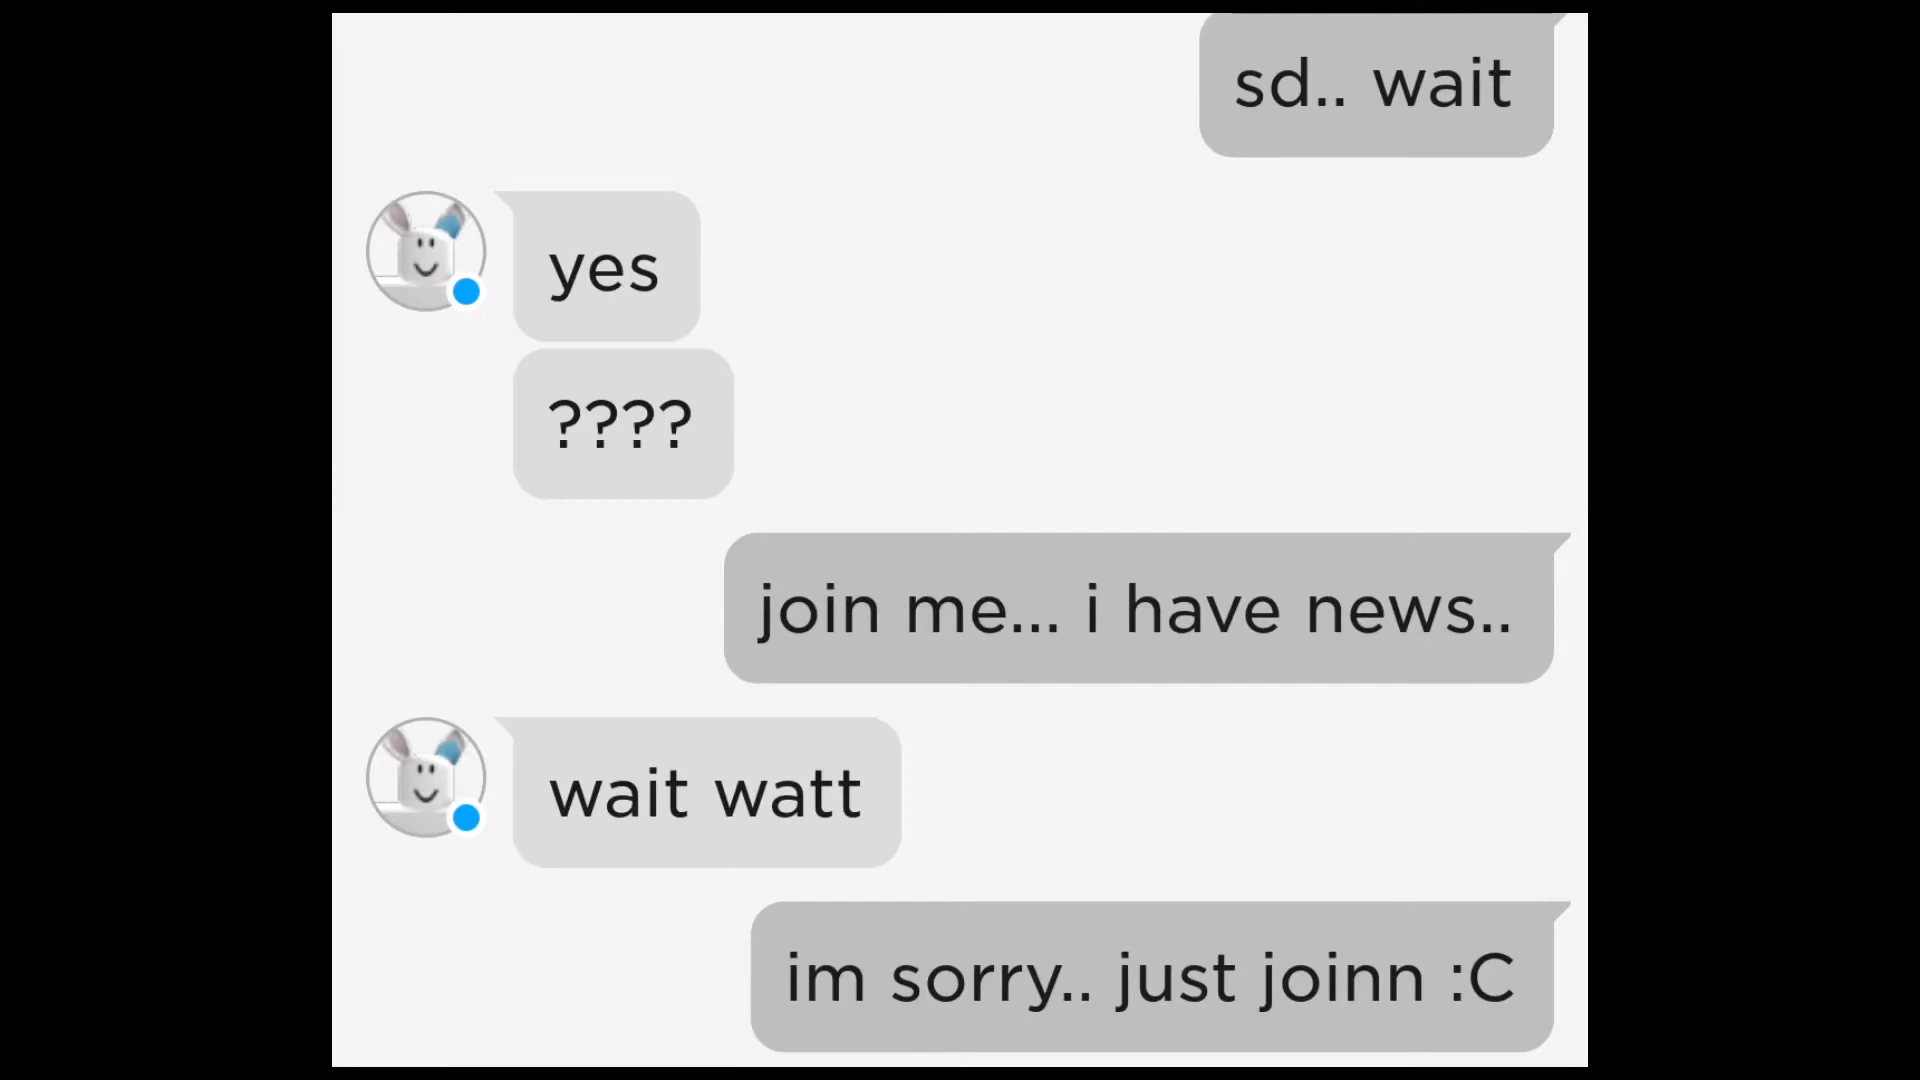 sd.. wait
yes
????
join me... i have news..
wait watt
im sorry.. just joinn :C